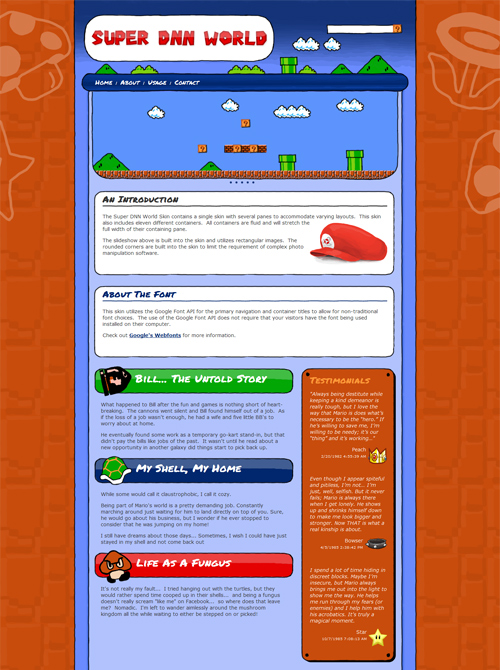 SUPER DNN WORLD
Home : About : Usage : Contact
An Introduction
The Super DNN World Skin contains a single skin with several panes to accommodate varying layouts. This skin
also includes eleven different containers. All containers are fluid and will stretch the
full width of their containing pane.
The slideshow above is built into the skin and utilizes rectangular images. The
rounded corners are built into the skin to limit the requirement of complex photo
manipulation software.
About The Font
This skin utilizes the Google Font API for the primary navigation and container titles to allow for non-traditional
font choices. The use of the Google Font API does not require that your visitors have the font being used
installed on their computer.
Check out Google's Webfonts for more information.
Bill... The Untold Story
What happened to Bill after the fun and games is nothing short of heart-
breaking. The cannons went silent and Bill found himself out of a job. As
if the loss of a job wasn't enough, he had a wife and five little Bill's to
worry about at home.
He eventually found some work as a temporary go-kart stand-in, but that
didn't pay the bills like jobs of the past. It wasn't until he read about a
new opportunity in another galaxy did things start to pick back up.
My Shell, My Home
While some would call it claustrophobic, I call it cozy.
Being part of Mario's world is a pretty demanding job. Constantly
marching around just waiting for him to land directly on top of you. Sure,
he would go about his business, but I wonder if he ever stopped to
consider that he was jumping on my home!
I still have dreams about those days... Sometimes, I wish I could have just
stayed in my shell and not come back out
Life As A Fungus
It's not really my fault... I tried hanging out with the turtles, but they
would rather spend time cooped up in their shells... and being a fungus
doesn't really scream "like me" on Facebook... so where does that leave
me? Nomadic. I'm left to wander aimlessly around the mushroom
kingdom all the while waiting to either be stepped on or picked!
Testimonials
"Always being destitute while
keeping a kind demeanor is
really tough, but I love the
way that Mario is does what's
necessary to be the "hero." If
he's willing to save me, I'm
willing to be needy; it's our
"thing" and it's working..."
Peach
Even though I appear spiteful
and pitiless, I'm not.. I'm
just, well, selfish. But it never
fails; Mario is always there
when I get lonely. He shows
up and shrinks himself down
to make me look bigger and
stronger. Now THAT is what a
real kinship is about.
Bowser
I spend a lot of time hiding in
discreet blocks. Maybe I'm
insecure, but Mario always
brings me out into the light to
show me the way. He helps
me run through my fears (or
enemies) and I help him with
his acrobatics. It's truly a
magical moment.
Star